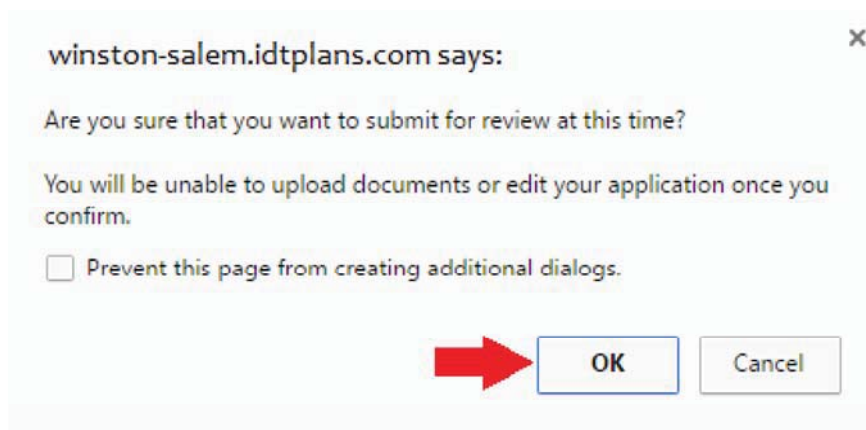 winston-salem.idtplans.com says:
Are you sure that you want to submit for review at this time?
You will be unable to upload documents or edit your application once you
confirm.
Prevent this page from creating additional dialogs.
OK Cancel